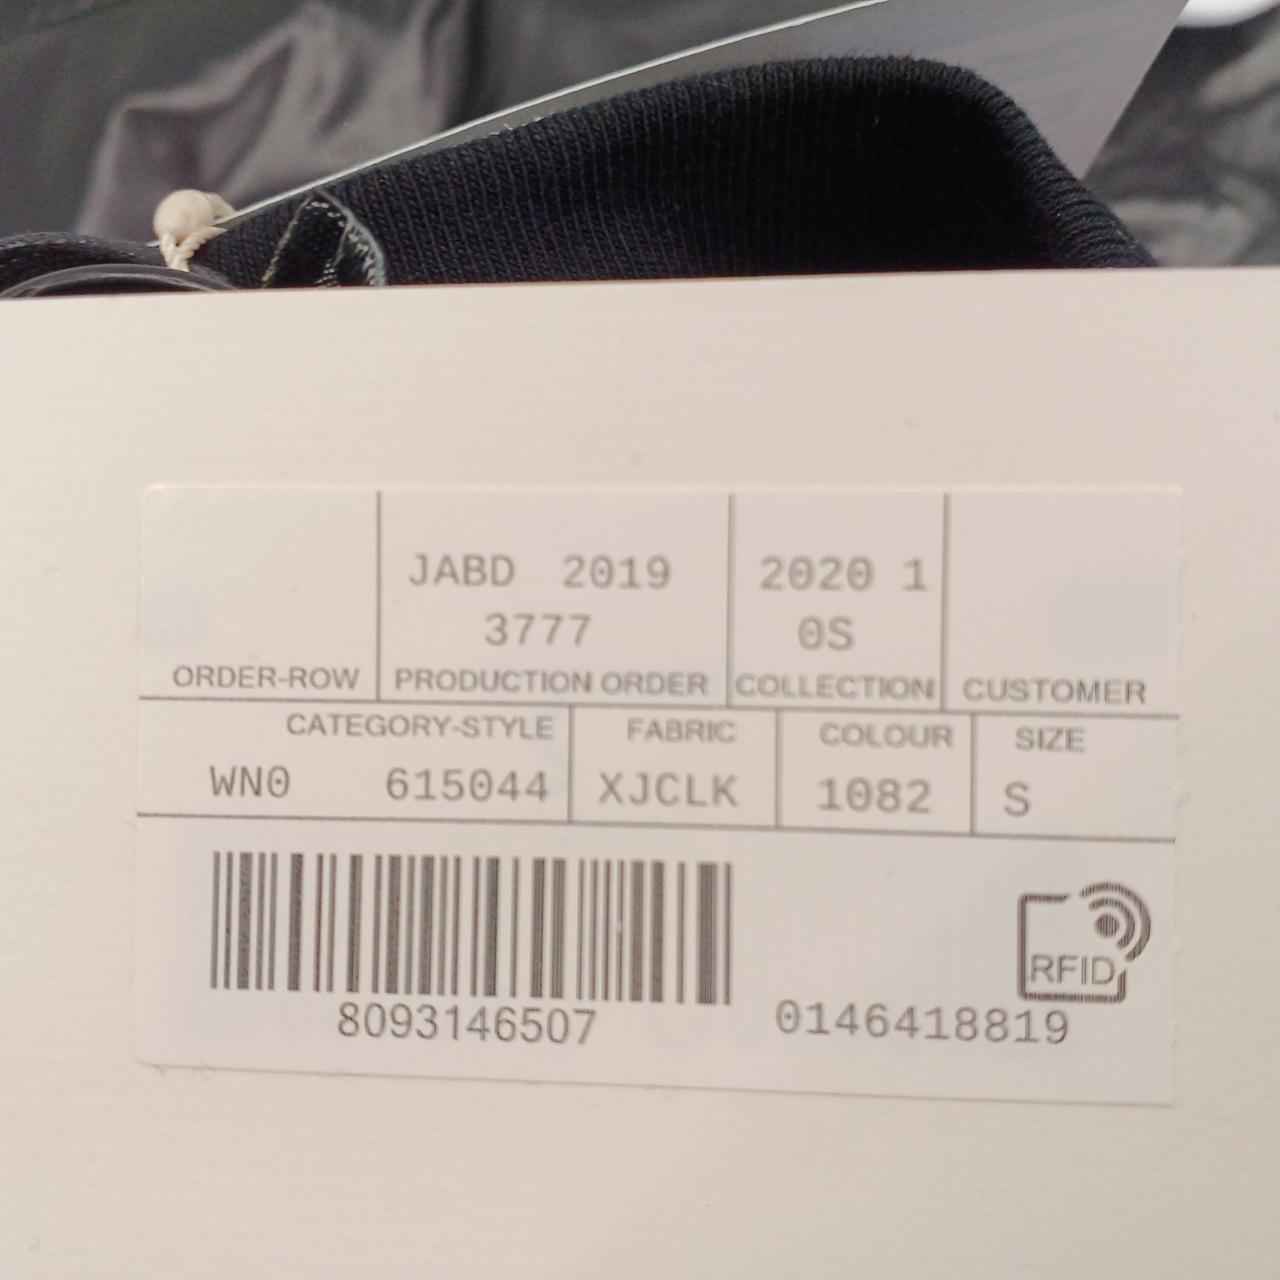 JABD 2019 2020 1
3777 0S
ORDER-ROW PRODUCTION ORDER COLLECTION CUSTOMER
CATEGORY-STYLE FABRIC COLOUR SIZE
WN0 615044 XJCLK 1082 S
RFID
8093146507 0146418819